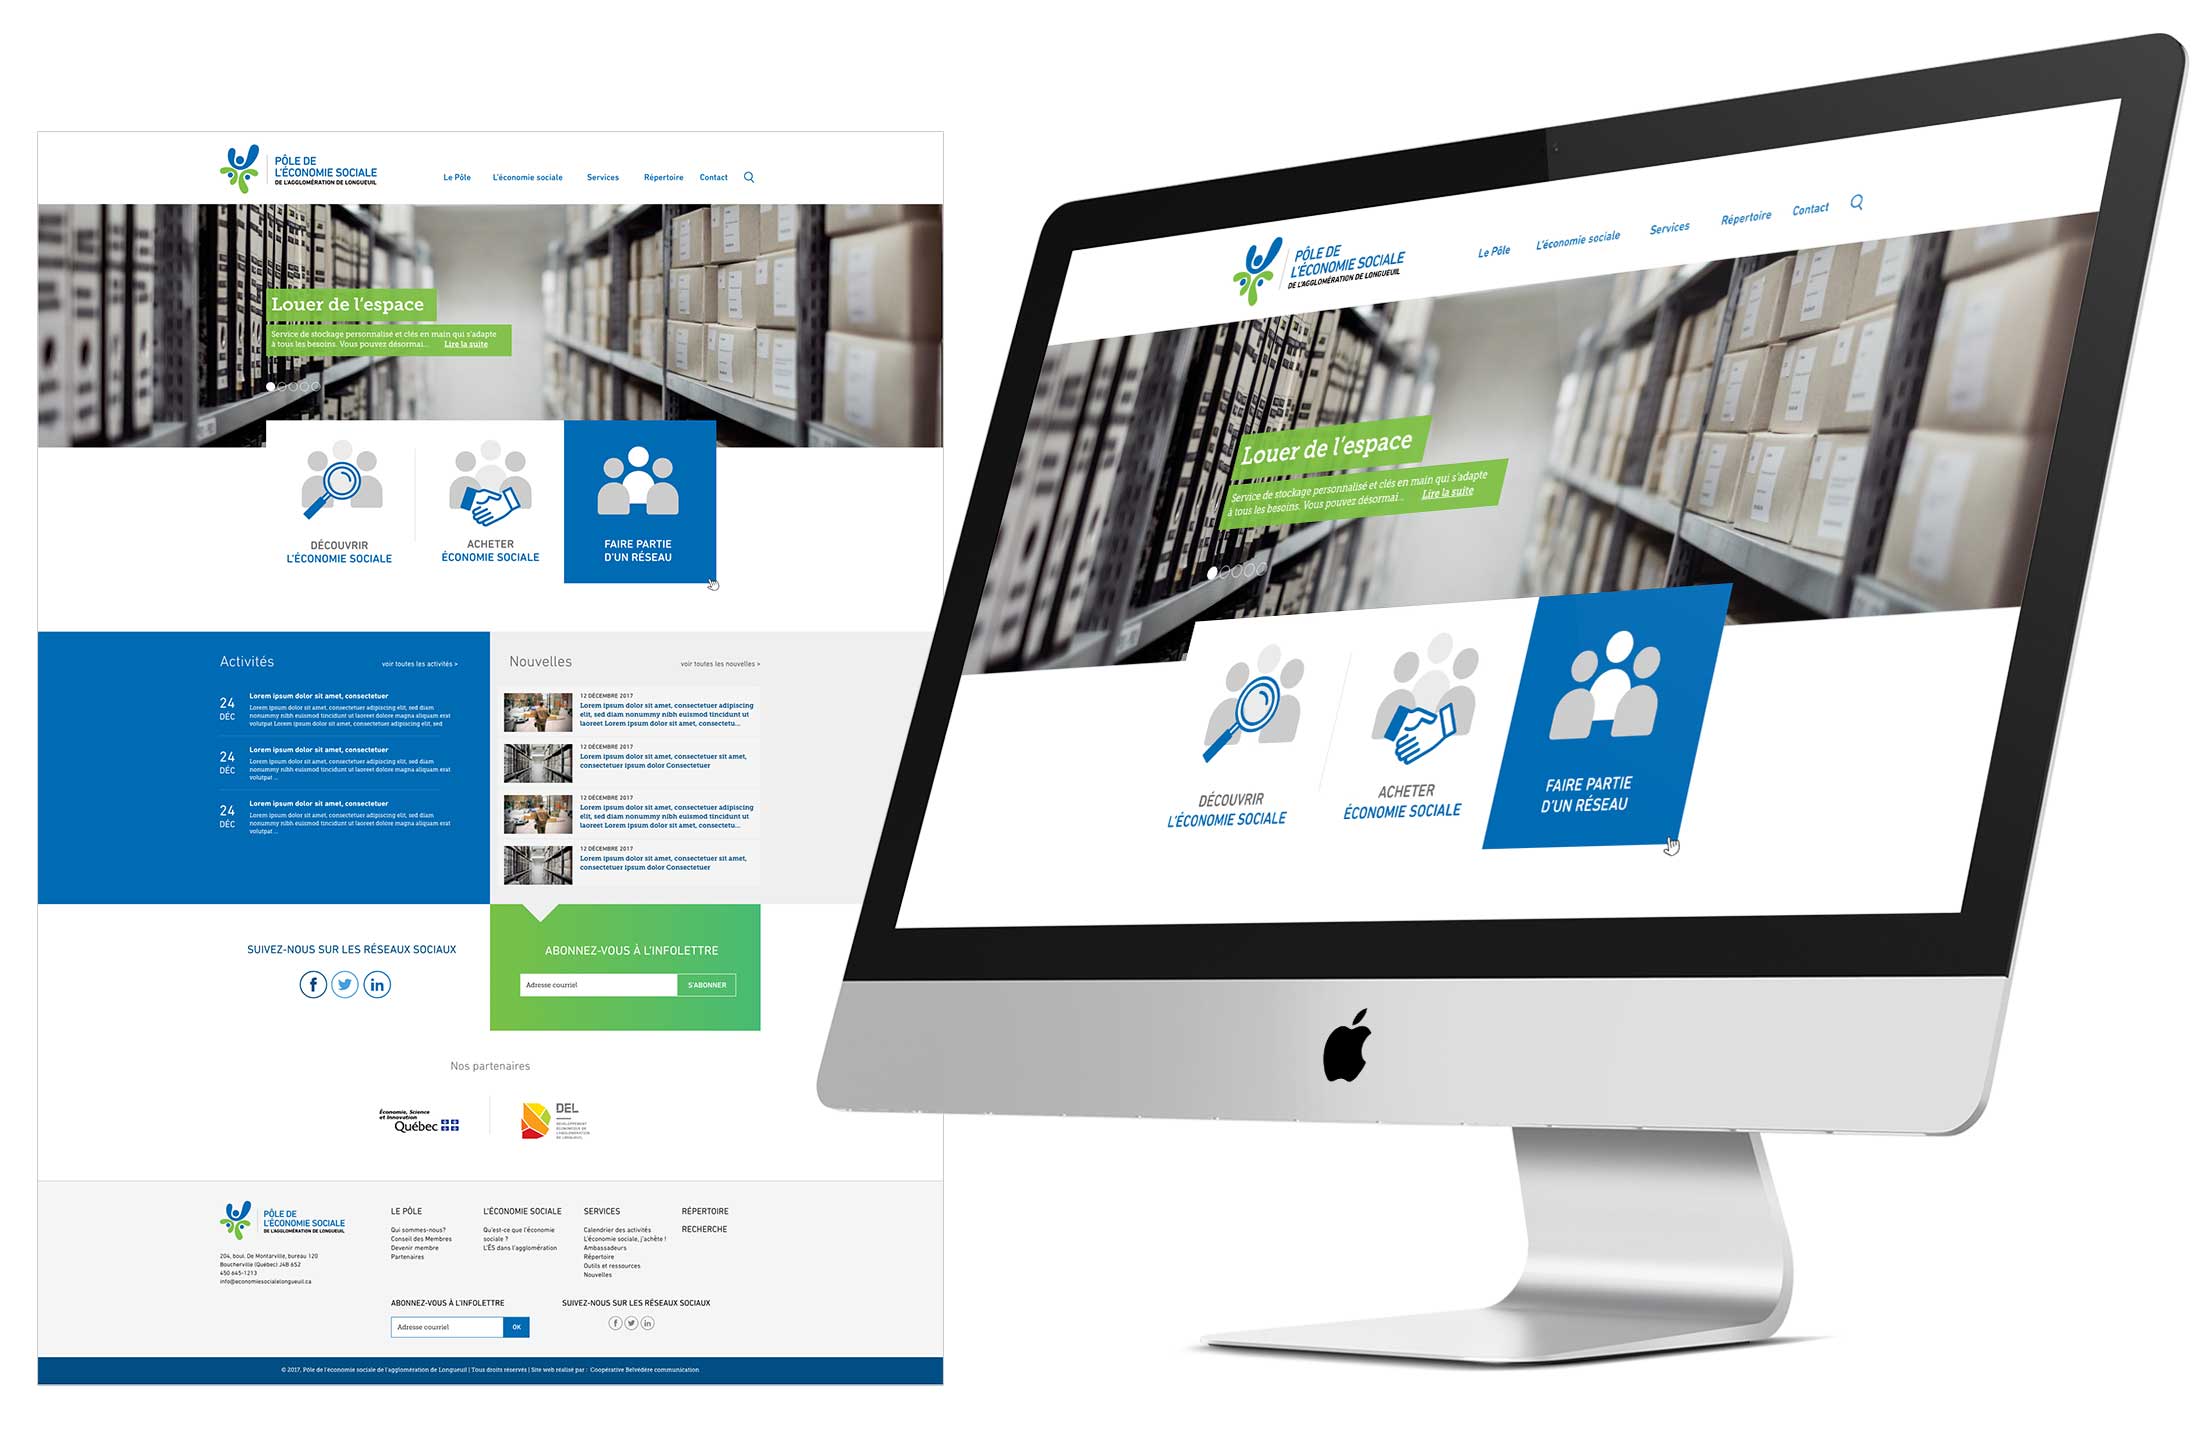 PÔLE DE
L'ÉCONOMIE SOCIALE
DE L'AGGLOMÉRATION DE LONGUEUIL
Le Pôle L'économie sociale Services Répertoire Contact
Louer de l'espace
Service de stockage personnalisé et clés en main qui s'adapte
à tous les besoins. Vous pouvez désormai... Lire la suite
DÉCOUVRIR
L'ÉCONOMIE SOCIALE
ACHETER
ÉCONOMIE SOCIALE
FAIRE PARTIE
D'UN RÉSEAU
Activités
voir toutes les activités >
24
DÉC
Lorem ipsum dolor sit amet, consectetuer
Lorem ipsum dolor sit amet, consectetuer adipiscing elit, sed diam
nonummy nibh euismod tincidunt ut laoreet dolore magna aliquam erat
volutpat Lorem ipsum dolor sit amet, consectetuer adipiscing elit, sed
24
DÉC
Lorem ipsum dolor sit amet, consectetuer
Lorem ipsum dolor sit amet, consectetuer adipiscing elit, sed diam
nonummy nibh euismod tincidunt ut laoreet dolore magna aliquam erat
volutpat ...
24
DÉC
Lorem ipsum dolor sit amet, consectetuer
Lorem ipsum dolor sit amet, consectetuer adipiscing elit, sed diam
nonummy nibh euismod tincidunt ut laoreet dolore magna aliquam erat
volutpat ...
Nouvelles
voir toutes les nouvelles >
12 DÉCEMBRE 2017
Lorem ipsum dolor sit amet, consectetuer adipiscing
elit, sed diam nonummy nibh euismod tincidunt ut
laoreet Lorem ipsum dolor sit amet, consectetu...
12 DÉCEMBRE 2017
Lorem ipsum dolor sit amet, consectetuer sit amet,
consectetuer ipsum dolor Consectetuer
12 DÉCEMBRE 2017
Lorem ipsum dolor sit amet, consectetuer adipiscing
elit, sed diam nonummy nibh euismod tincidunt ut
laoreet Lorem ipsum dolor sit amet, consectetu...
12 DÉCEMBRE 2017
Lorem ipsum dolor sit amet, consectetuer sit amet,
consectetuer ipsum dolor Consectetuer
SUIVEZ-NOUS SUR LES RÉSEAUX SOCIAUX
f in
ABONNEZ-VOUS À L'INFOLETTRE
Adresse courriel S'ABONNER
Nos partenaires
Économie, Science
et Innovation
Québec
DEL
DÉVELOPPEMENT
ÉCONOMIQUE DE
L'AGGLOMÉRATION
DE LONGUEUIL
PÔLE DE
L'ÉCONOMIE SOCIALE
DE L'AGGLOMÉRATION DE LONGUEUIL
204, boul. De Montarville, bureau 120
Boucherville (Québec) J4B 6S2
450 645-1213
info@economiesocialelongueuil.ca
LE PÔLE
Qui sommes-nous?
Conseil des Membres
Devenir membre
Partenaires
L'ÉCONOMIE SOCIALE
Qu'est-ce que l'économie
sociale ?
L'ÉS dans l'agglomération
SERVICES
Calendrier des activités
L'économie sociale, j'achète !
Ambassadeurs
Répertoire
Outils et ressources
Nouvelles
RÉPERTOIRE
RECHERCHE
ABONNEZ-VOUS À L'INFOLETTRE
Adresse courriel OK
SUIVEZ-NOUS SUR LES RÉSEAUX SOCIAUX
f in
© 2017, Pôle de l'économie sociale de l'agglomération de Longueuil | Tous droits réservés | Site web réalisé par : Coopérative Belvédère communication
PÔLE DE
L'ÉCONOMIE SOCIALE
DE L'AGGLOMÉRATION DE LONGUEUIL
Le Pôle L'économie sociale Services Répertoire Contact
Louer de l'espace
Service de stockage personnalisé et clés en main qui s'adapte
à tous les besoins. Vous pouvez désormai... Lire la suite
DÉCOUVRIR
L'ÉCONOMIE SOCIALE
ACHETER
ÉCONOMIE SOCIALE
FAIRE PARTIE
D'UN RÉSEAU